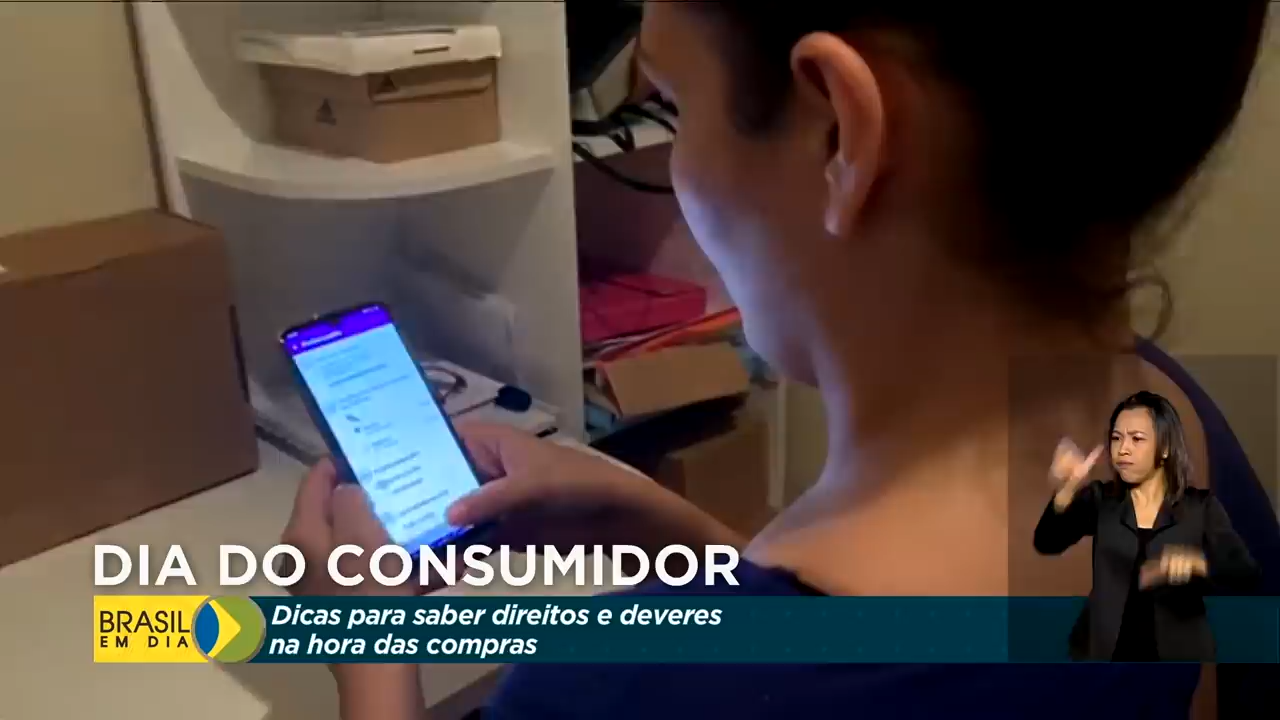 DIA DO CONSUMIDOR
BRASIL
EM DIA
Dicas para saber direitos e deveres
na hora das compras